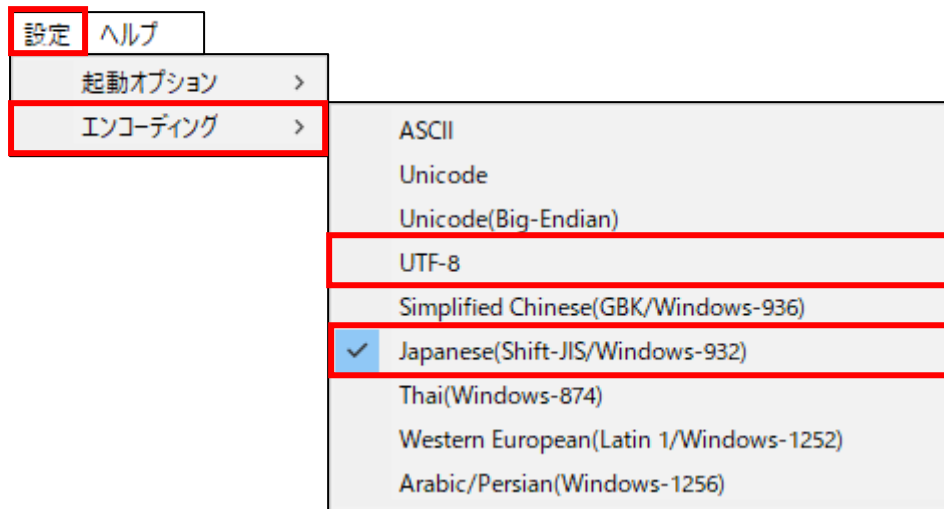 設定 ヘルプ
起動オプション >
エンコーディング >
ASCII
Unicode
Unicode(Big-Endian)
UTF-8
Simplified Chinese(GBK/Windows-936)
Japanese(Shift-JIS/Windows-932)
Thai(Windows-874)
Western European(Latin 1/Windows-1252)
Arabic/Persian(Windows-1256)